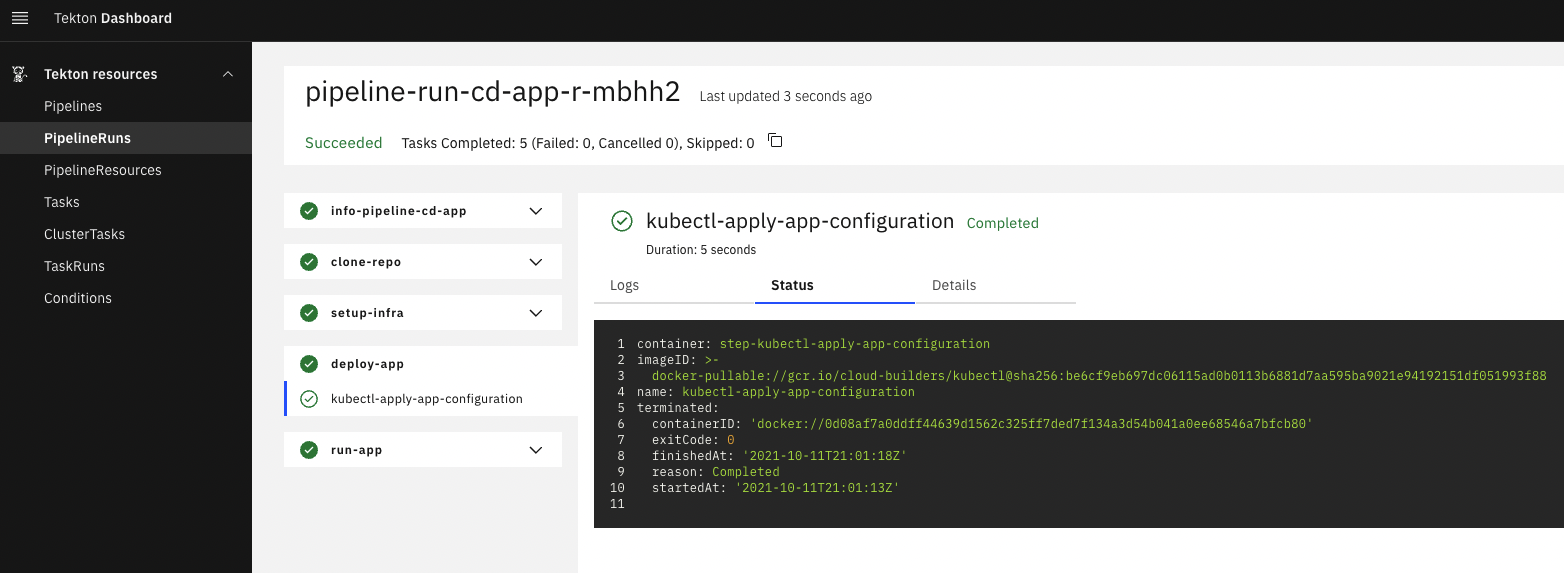 Tekton Dashboard
Tekton resources
Pipelines
PipelineRuns
PipelineResources
Tasks
ClusterTasks
TaskRuns
Conditions
pipeline-run-cd-app-r-mbhh2 Last updated 3 seconds ago
Succeeded Tasks Completed: 5 (Failed: 0, Cancelled 0), Skipped: 0
info-pipeline-cd-app
clone-repo
setup-infra
deploy-app
kubectl-apply-app-configuration
run-app
kubectl-apply-app-configuration Completed
Duration: 5 seconds
Logs Status Details
1 container: step-kubectl-apply-app-configuration
2 imageID: >-
3 docker-pullable://gcr.io/cloud-builders/kubectl@sha256:be6cf9eb697dc06115ad0b0113b6881d7aa595ba9021e94192151df051993f88
4 name: kubectl-apply-app-configuration
5 terminated:
6 containerID: 'docker://0d08af7a0ddff44639d1562c325ff7ded7f134a3d54b041a0ee68546a7bfcb80'
7 exitCode: 0
8 finishedAt: '2021-10-11T21:01:18Z'
9 reason: Completed
10 startedAt: '2021-10-11T21:01:13Z'
11